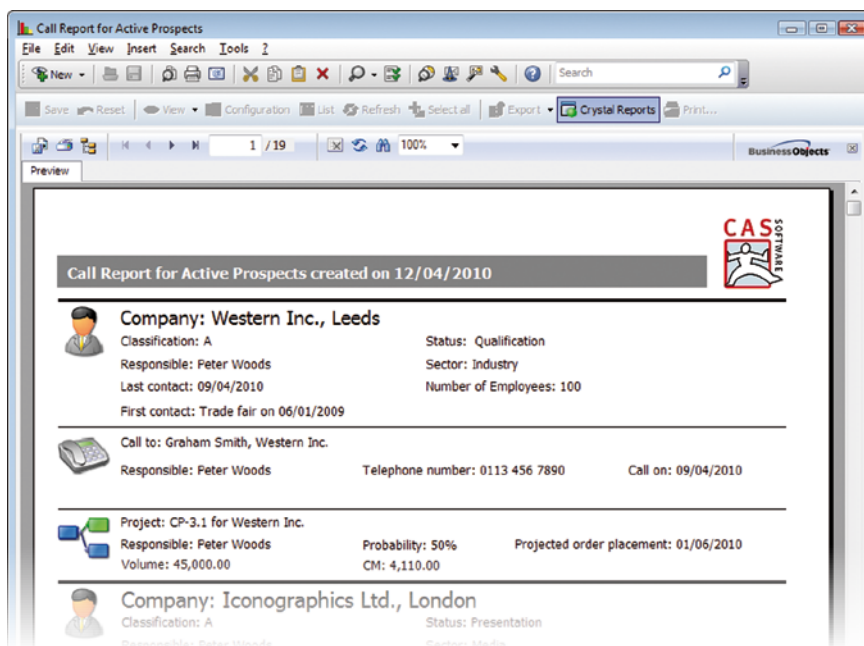 Call Report for Active Prospects
File Edit View Insert Search Tools ?
New Search
Save Reset View Configuration List Refresh Select all Export Crystal Reports Print...
1 /19 100% BusinessObjects
Preview
CAS SOFTWARE
Call Report for Active Prospects created on 12/04/2010
Company: Western Inc., Leeds
Classification: A Status: Qualification
Responsible: Peter Woods Sector: Industry
Last contact: 09/04/2010 Number of Employees: 100
First contact: Trade fair on 06/01/2009
Call to: Graham Smith, Western Inc.
Responsible: Peter Woods Telephone number: 0113 456 7890 Call on: 09/04/2010
Project: CP-3.1 for Western Inc.
Responsible: Peter Woods Probability: 50% Projected order placement: 01/06/2010
Volume: 45,000.00 CM: 4,110.00
Company: Iconographics Ltd., London
Classification: A Status: Presentation
Responsible: Peter Woods Sector: Media